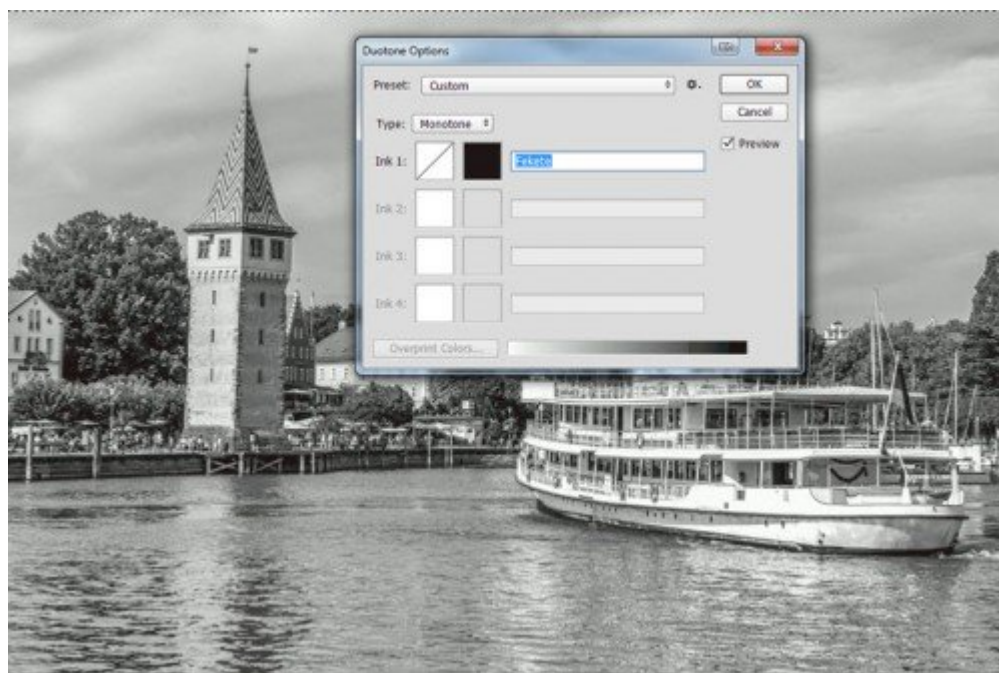 Duotone Options
Preset: Custom
OK
Cancel
Type: Monotone
Preview
Ink 1: Fekete
Ink 2:
Ink 3:
Ink 4:
Overprint Colors...